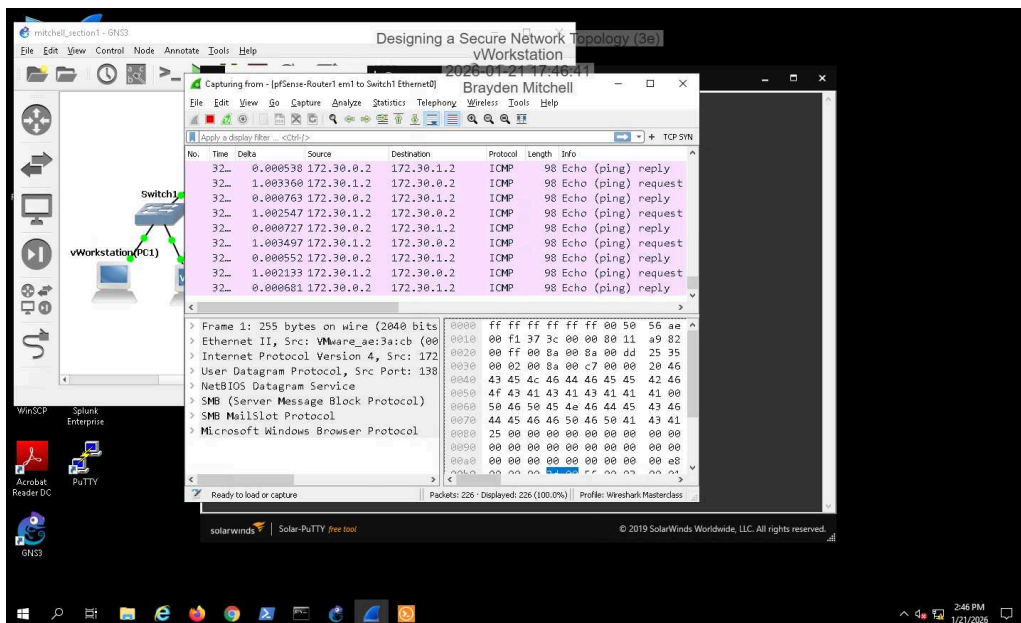 mitchell_section1 - GNS3
Designing a Secure Network Topology (3e)
vWorkstation
2026-01-21 17:46:41
Brayden Mitchell
File Edit View Control Node Annotate Tools Help
Capturing from - [pfSense-Router1 em1 to Switch1 Ethernet0]
File Edit View Go Capture Analyze Statistics Telephony Wireless Tools Help
Apply a display filter ... <Ctrl-/>
+ TCP SYN
No. Time Delta Source Destination Protocol Length Info
32… 0.000538 172.30.0.2 172.30.1.2 ICMP 98 Echo (ping) reply
32… 1.003360 172.30.1.2 172.30.0.2 ICMP 98 Echo (ping) request
32… 0.000763 172.30.0.2 172.30.1.2 ICMP 98 Echo (ping) reply
32… 1.002547 172.30.1.2 172.30.0.2 ICMP 98 Echo (ping) request
32… 0.000727 172.30.0.2 172.30.1.2 ICMP 98 Echo (ping) reply
32… 1.003497 172.30.1.2 172.30.0.2 ICMP 98 Echo (ping) request
32… 0.000552 172.30.0.2 172.30.1.2 ICMP 98 Echo (ping) reply
32… 1.002133 172.30.1.2 172.30.0.2 ICMP 98 Echo (ping) request
32… 0.000681 172.30.0.2 172.30.1.2 ICMP 98 Echo (ping) reply
Switch1
vWorkstation(PC1)
Frame 1: 255 bytes on wire (2040 bits
Ethernet II, Src: VMware_ae:3a:cb (00
Internet Protocol Version 4, Src: 172
User Datagram Protocol, Src Port: 138
NetBIOS Datagram Service
SMB (Server Message Block Protocol)
SMB MailSlot Protocol
Microsoft Windows Browser Protocol
0000 ff ff ff ff ff ff 00 50 56 ae
0010 00 f1 37 3c 00 00 80 11 a9 82
0020 00 ff 00 8a 00 8a 00 dd 25 35
0030 00 02 00 8a 00 c7 00 00 20 46
0040 43 45 4c 46 44 46 45 45 42 46
0050 4f 43 41 43 41 43 41 41 41 00
0060 50 46 50 45 4e 46 44 45 43 46
0070 44 45 46 46 50 46 50 41 43 41
0080 25 00 00 00 00 00 00 00 00 00
0090 00 00 00 00 00 00 00 00 00 00
00a0 00 00 00 00 00 00 00 00 00 e8
Ready to load or capture
Packets: 226 · Displayed: 226 (100.0%)
Profile: Wireshark Masterclass
WinSCP
Splunk Enterprise
Acrobat Reader DC
PuTTY
GNS3
solarwinds
Solar-PuTTY free tool
© 2019 SolarWinds Worldwide, LLC. All rights reserved.
2:46 PM
1/21/2026